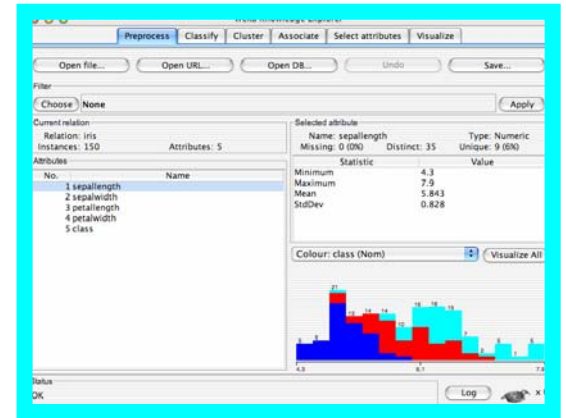 Weka Knowledge Explorer
Preprocess Classify Cluster Associate Select attributes Visualize
Open file... Open URL... Open DB... Undo Save...
Filter
Choose None Apply
Current relation
Relation: iris
Instances: 150 Attributes: 5
Selected attribute
Name: sepallength Type: Numeric
Missing: 0 (0%) Distinct: 35 Unique: 9 (6%)
Attributes
No. Name
1 sepallength
2 sepalwidth
3 petallength
4 petalwidth
5 class
Statistic Value
Minimum 4.3
Maximum 7.9
Mean 5.843
StdDev 0.828
Colour: class (Nom) Visualize All
21
14 14
4.3 6.1 7.9
Status
OK
Log x